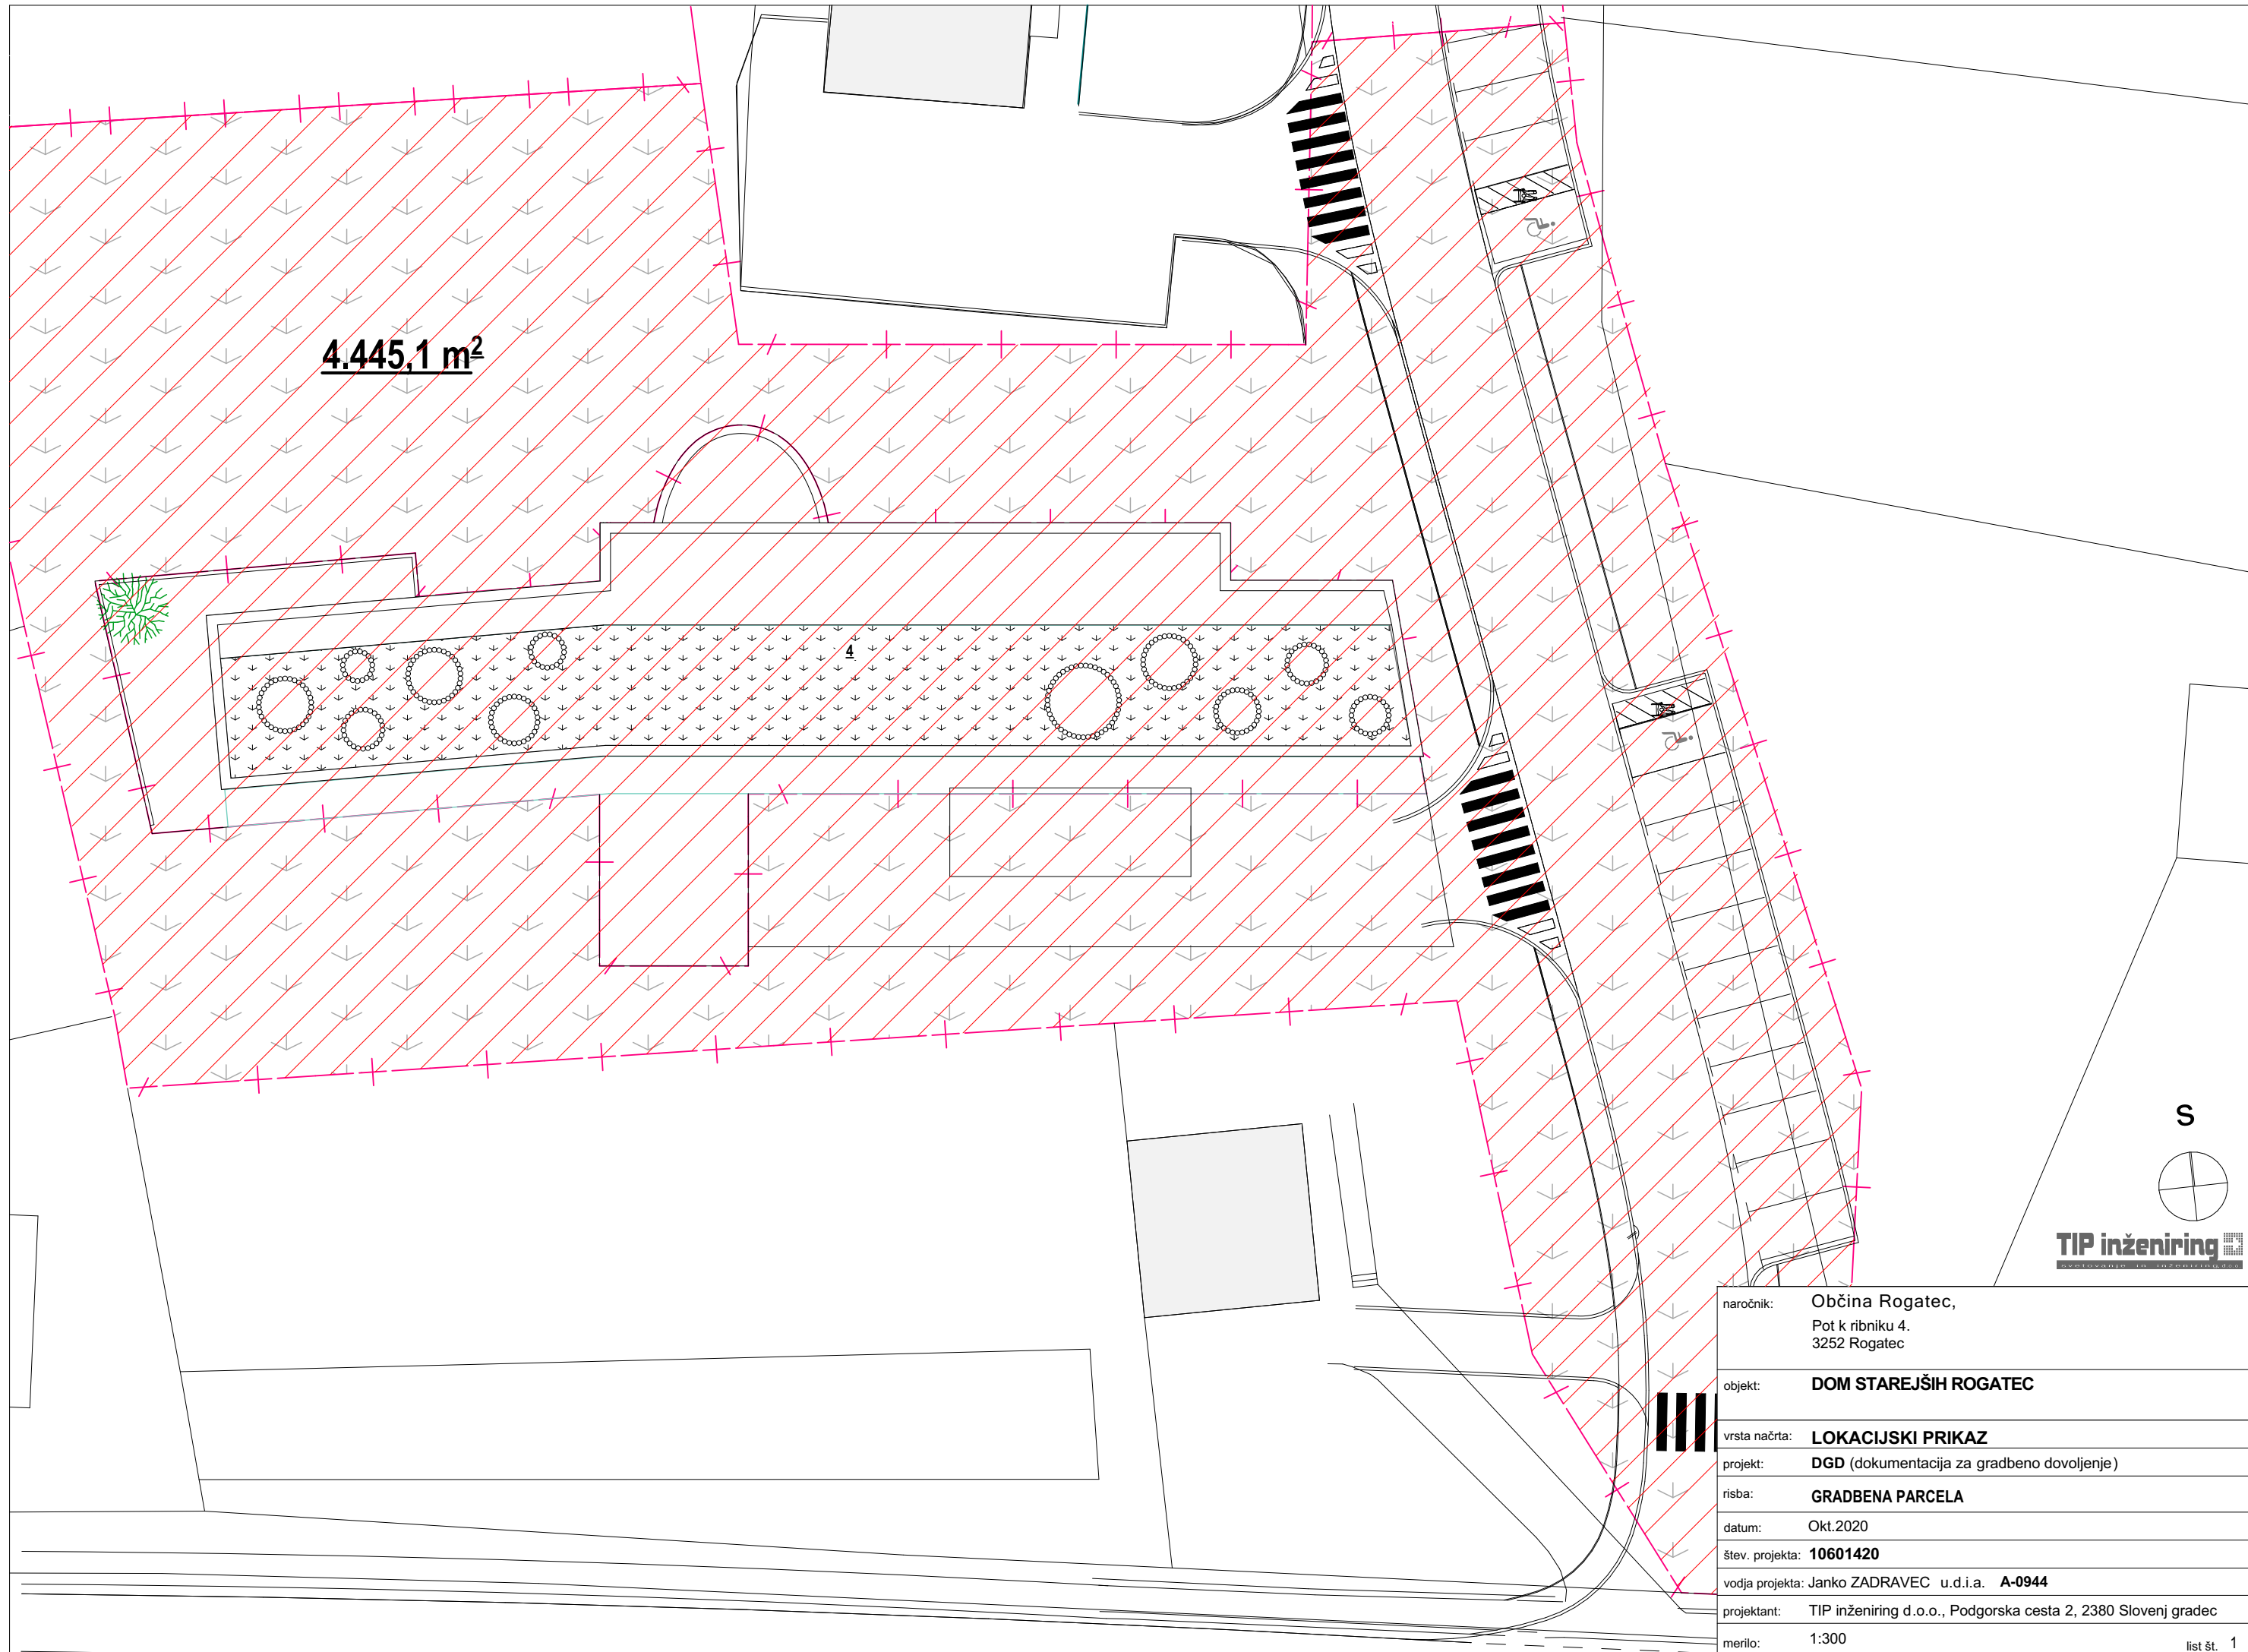 4.445,1 m²
4
S
TIP inženiring
svetovanje in inženiring d.o.o.
naročnik: Občina Rogatec,
Pot k ribniku 4.
3252 Rogatec
objekt: DOM STAREJŠIH ROGATEC
vrsta načrta: LOKACIJSKI PRIKAZ
projekt: DGD (dokumentacija za gradbeno dovoljenje)
risba: GRADBENA PARCELA
datum: Okt.2020
štev. projekta: 10601420
vodja projekta: Janko ZADRAVEC u.d.i.a. A-0944
projektant: TIP inženiring d.o.o., Podgorska cesta 2, 2380 Slovenj gradec
merilo: 1:300 list št. 1